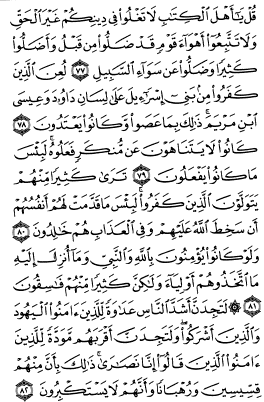 قُلْ يَٰٓأَهْلَ ٱلْكِتَٰبِ لَا تَغْلُوا۟ فِى دِينِكُمْ غَيْرَ ٱلْحَقِّ
وَلَا تَتَّبِعُوٓا۟ أَهْوَآءَ قَوْمٍ قَدْ ضَلُّوا۟ مِن قَبْلُ وَأَضَلُّوا۟
كَثِيرًا وَضَلُّوا۟ عَن سَوَآءِ ٱلسَّبِيلِ ٧٧ لُعِنَ ٱلَّذِينَ
كَفَرُوا۟ مِنۢ بَنِىٓ إِسْرَٰٓءِيلَ عَلَىٰ لِسَانِ دَاوُۥدَ وَعِيسَى
ٱبْنِ مَرْيَمَ ۚ ذَٰلِكَ بِمَا عَصَوا۟ وَّكَانُوا۟ يَعْتَدُونَ ٧٨
كَانُوا۟ لَا يَتَنَاهَوْنَ عَن مُّنكَرٍ فَعَلُوهُ ۚ لَبِئْسَ
مَا كَانُوا۟ يَفْعَلُونَ ٧٩ تَرَىٰ كَثِيرًا مِّنْهُمْ
يَتَوَلَّوْنَ ٱلَّذِينَ كَفَرُوا۟ ۚ لَبِئْسَ مَا قَدَّمَتْ لَهُمْ أَنفُسُهُمْ
أَن سَخِطَ ٱللَّهُ عَلَيْهِمْ وَفِى ٱلْعَذَابِ هُمْ خَٰلِدُونَ ٨٠
وَلَوْ كَانُوا۟ يُؤْمِنُونَ بِٱللَّهِ وَٱلنَّبِىِّ وَمَآ أُنزِلَ إِلَيْهِ
مَا ٱتَّخَذُوهُمْ أَوْلِيَآءَ وَلَٰكِنَّ كَثِيرًا مِّنْهُمْ فَٰسِقُونَ
٨١ ۞ لَتَجِدَنَّ أَشَدَّ ٱلنَّاسِ عَدَٰوَةً لِّلَّذِينَ ءَامَنُوا۟ ٱلْيَهُودَ
وَٱلَّذِينَ أَشْرَكُوا۟ ۖ وَلَتَجِدَنَّ أَقْرَبَهُم مَّوَدَّةً لِّلَّذِينَ
ءَامَنُوا۟ ٱلَّذِينَ قَالُوٓا۟ إِنَّا نَصَٰرَىٰ ۚ ذَٰلِكَ بِأَنَّ مِنْهُمْ
قِسِّيسِينَ وَرُهْبَانًا وَأَنَّهُمْ لَا يَسْتَكْبِرُونَ ٨٢